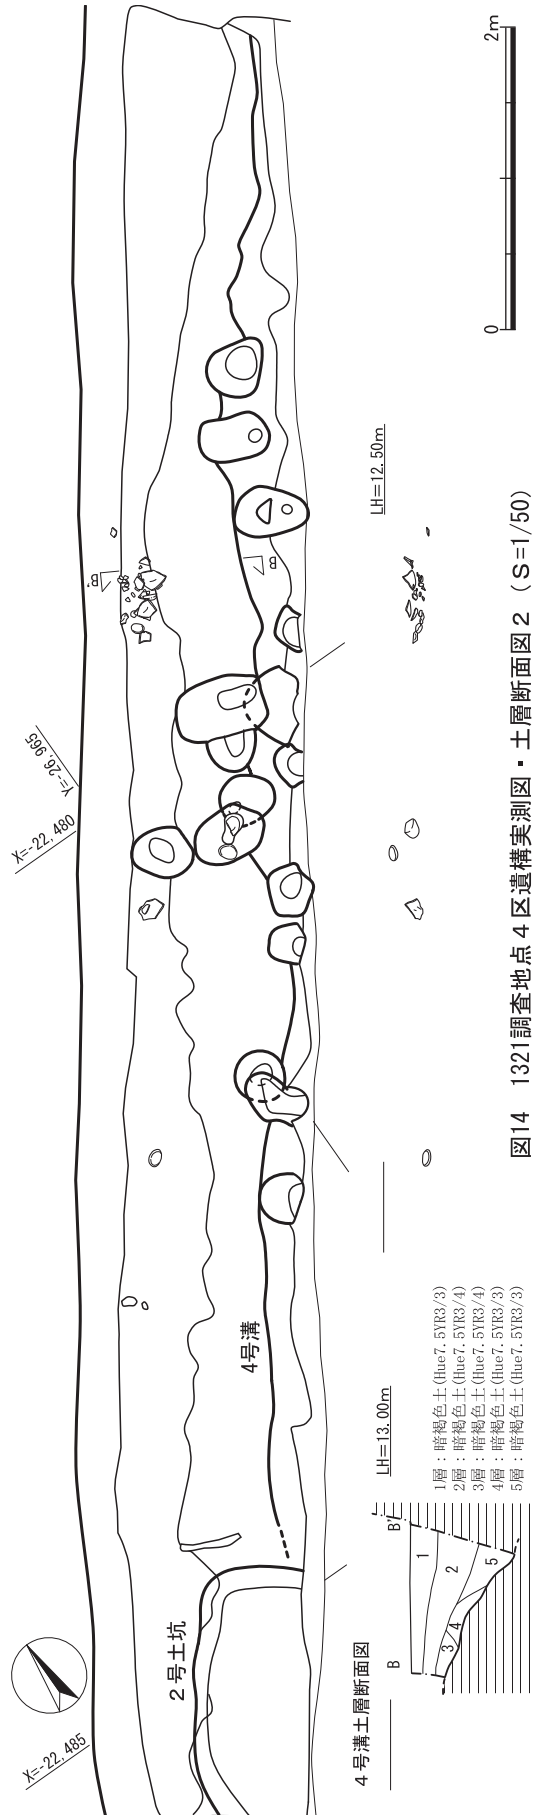 2m
0
LH=12.50m
B'
B
Y=-26,965
X=-22,480
4号溝
LH=13.00m
1層：暗褐色土(Hue7.5YR3/3)
2層：暗褐色土(Hue7.5YR3/4)
3層：暗褐色土(Hue7.5YR3/4)
4層：暗褐色土(Hue7.5YR3/3)
5層：暗褐色土(Hue7.5YR3/3)
B
B'
1
2
3
4
5
2号土坑
4号溝土層断面図
X=-22,485
図14　1321調査地点４区遺構実測図・土層断面図２（S=1/50）